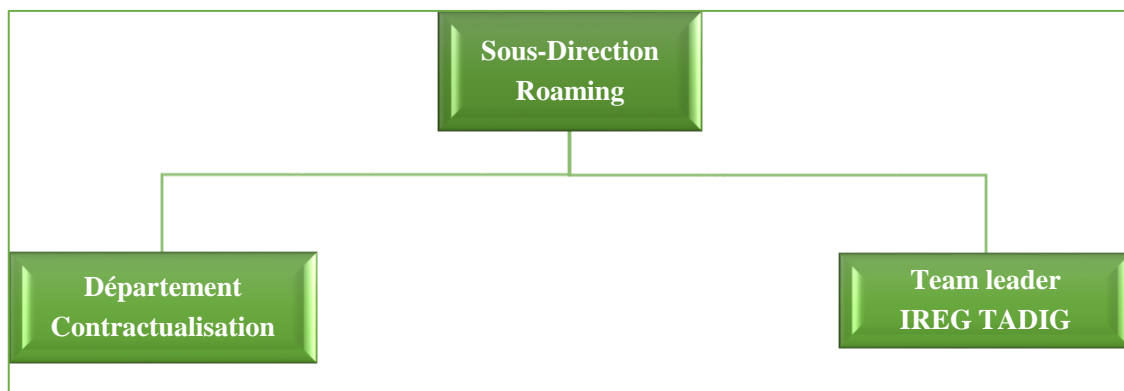 Sous-Direction
Roaming
Département
Contractualisation
Team leader
IREG TADIG